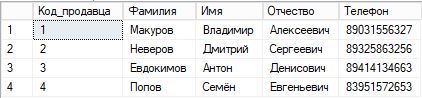 Код_продавца Фамилия Имя Отчество Телефон
1 1 Макуров Владимир Алексеевич 89031556327
2 2 Неверов Дмитрий Сергеевич 89325863256
3 3 Евдокимов Антон Денисович 89414134663
4 4 Попов Семён Евгеньевич 83951572653